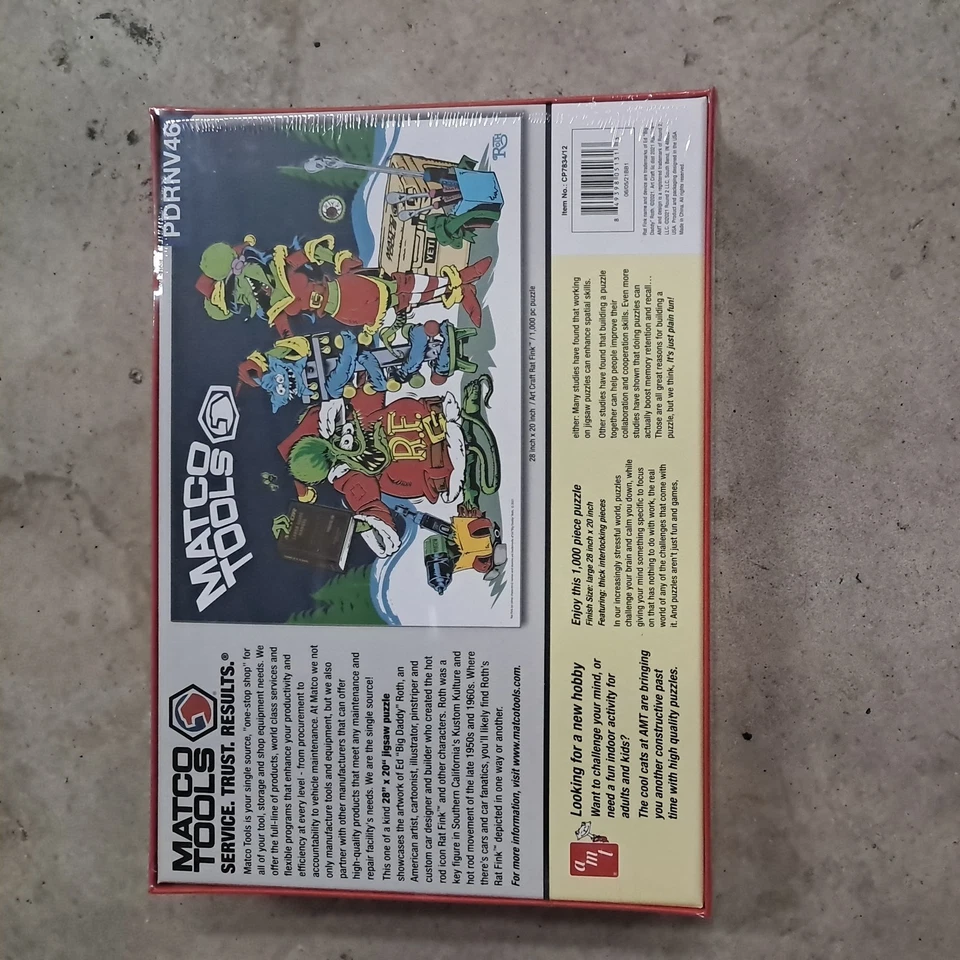 MATCO
TOOLS®
SERVICE. TRUST. RESULTS.®
Matco Tools is your single source, "one-stop shop" for
all of your tool, storage and shop equipment needs. We
offer the full-line of products, world class services and
flexible programs that enhance your productivity and
efficiency at every level - from procurement to
accountability to vehicle maintenance. At Matco we not
only manufacture tools and equipment, but we also
partner with other manufacturers that can offer
high-quality products that meet any maintenance and
repair facility's needs. We are the single source!
This one of a kind 28" x 20" jigsaw puzzle
showcases the artwork of Ed "Big Daddy" Roth, an
American artist, cartoonist, illustrator, pinstriper and
custom car designer and builder who created the hot
rod icon Rat Fink™ and other characters. Roth was a
key figure in Southern California's Kustom Kulture and
hot rod movement of the late 1950s and 1960s. Where
there's cars and car fanatics, you'll likely find Roth's
Rat Fink™ depicted in one way or another.
For more information, visit www.matcotools.com.
PDRNV46
MATCO
TOOLS
R.F.
YETI
Roth
28 inch x 20 inch / Art Craft Rat Fink™ / 1,000 pc puzzle
amt
Looking for a new hobby
Want to challenge your mind, or
need a fun indoor activity for
adults and kids?
The cool cats at AMT are bringing
you another constructive past
time with high quality puzzles.
Enjoy this 1,000 piece puzzle
Finish Size: large 28 inch x 20 inch
Featuring: thick interlocking pieces
In our increasingly stressful world, puzzles
challenge your brain and calm you down, while
giving your mind something specific to focus
on that has nothing to do with work, the real
world of any of the challenges that come with
it. And puzzles aren't just fun and games,
either: Many studies have found that working
on jigsaw puzzles can enhance spatial skills.
Other studies have found that building a puzzle
together can help people improve their
collaboration and cooperation skills. Even more
studies have shown that doing puzzles can
actually boost memory retention and recall...
Those are all great reasons for building a
puzzle, but we think, it's just plain fun!
Item No.: CP7834/12
Made in China. All rights reserved.